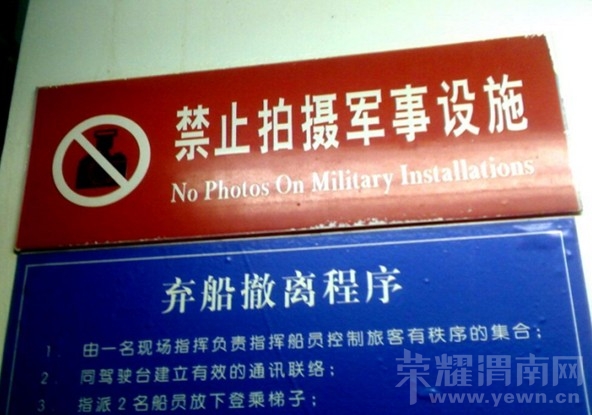 禁止拍摄军事设施
No Photos On Military Installations
弃船撤离程序
1. 由一名现场指挥负责指挥船员控制旅客有秩序的集合；
2. 同驾驶台建立有效的通讯联络；
3. 指派2名船员放下登乘梯子；
荣耀渭南网
www.yewn.cn